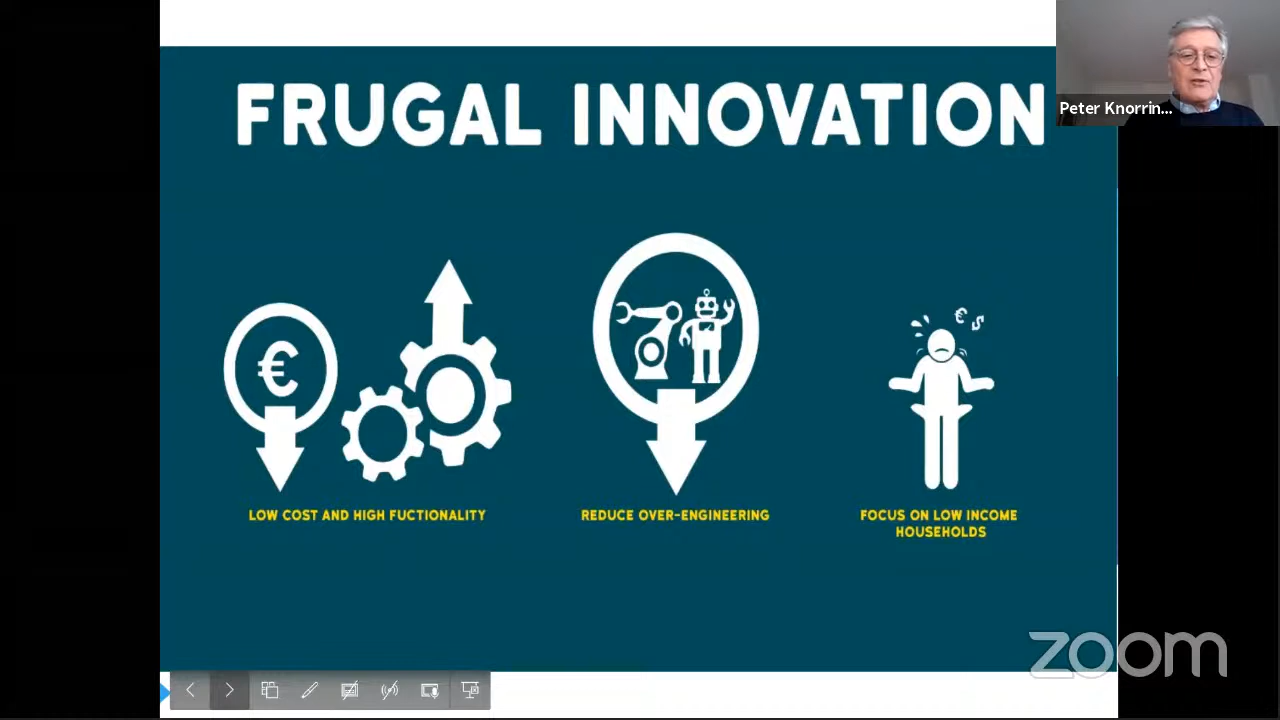 FRUGAL INNOVATION
Peter Knorrin...
€
€ $
LOW COST AND HIGH FUCTIONALITY
REDUCE OVER-ENGINEERING
FOCUS ON LOW INCOME
HOUSEHOLDS
zoom